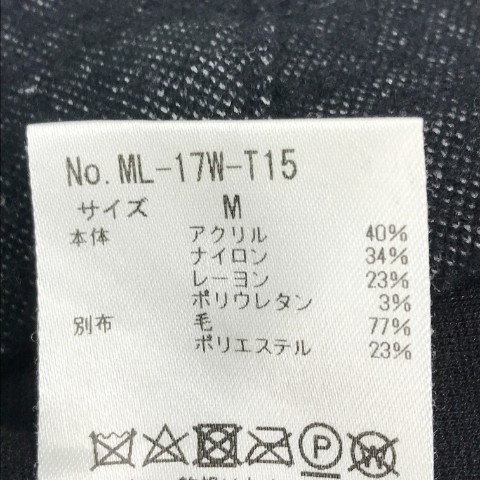 No. ML-17W-T15
サイズ M
本体 アクリル 40%
ナイロン 34%
レーヨン 23%
ポリウレタン 3%
別布 毛 77%
ポリエステル 23%
P W